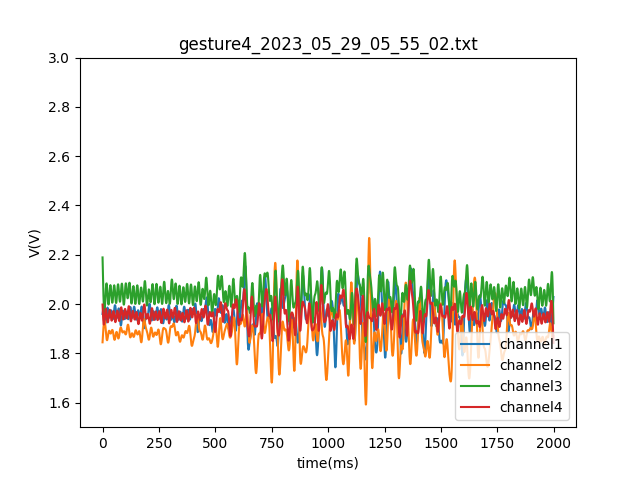 gesture4_2023_05_29_05_55_02.txt
3.0
2.8
2.6
2.4
2.2
2.0
1.8
1.6
V(V)
channel1
channel2
channel3
channel4
0 250 500 750 1000 1250 1500 1750 2000
time(ms)